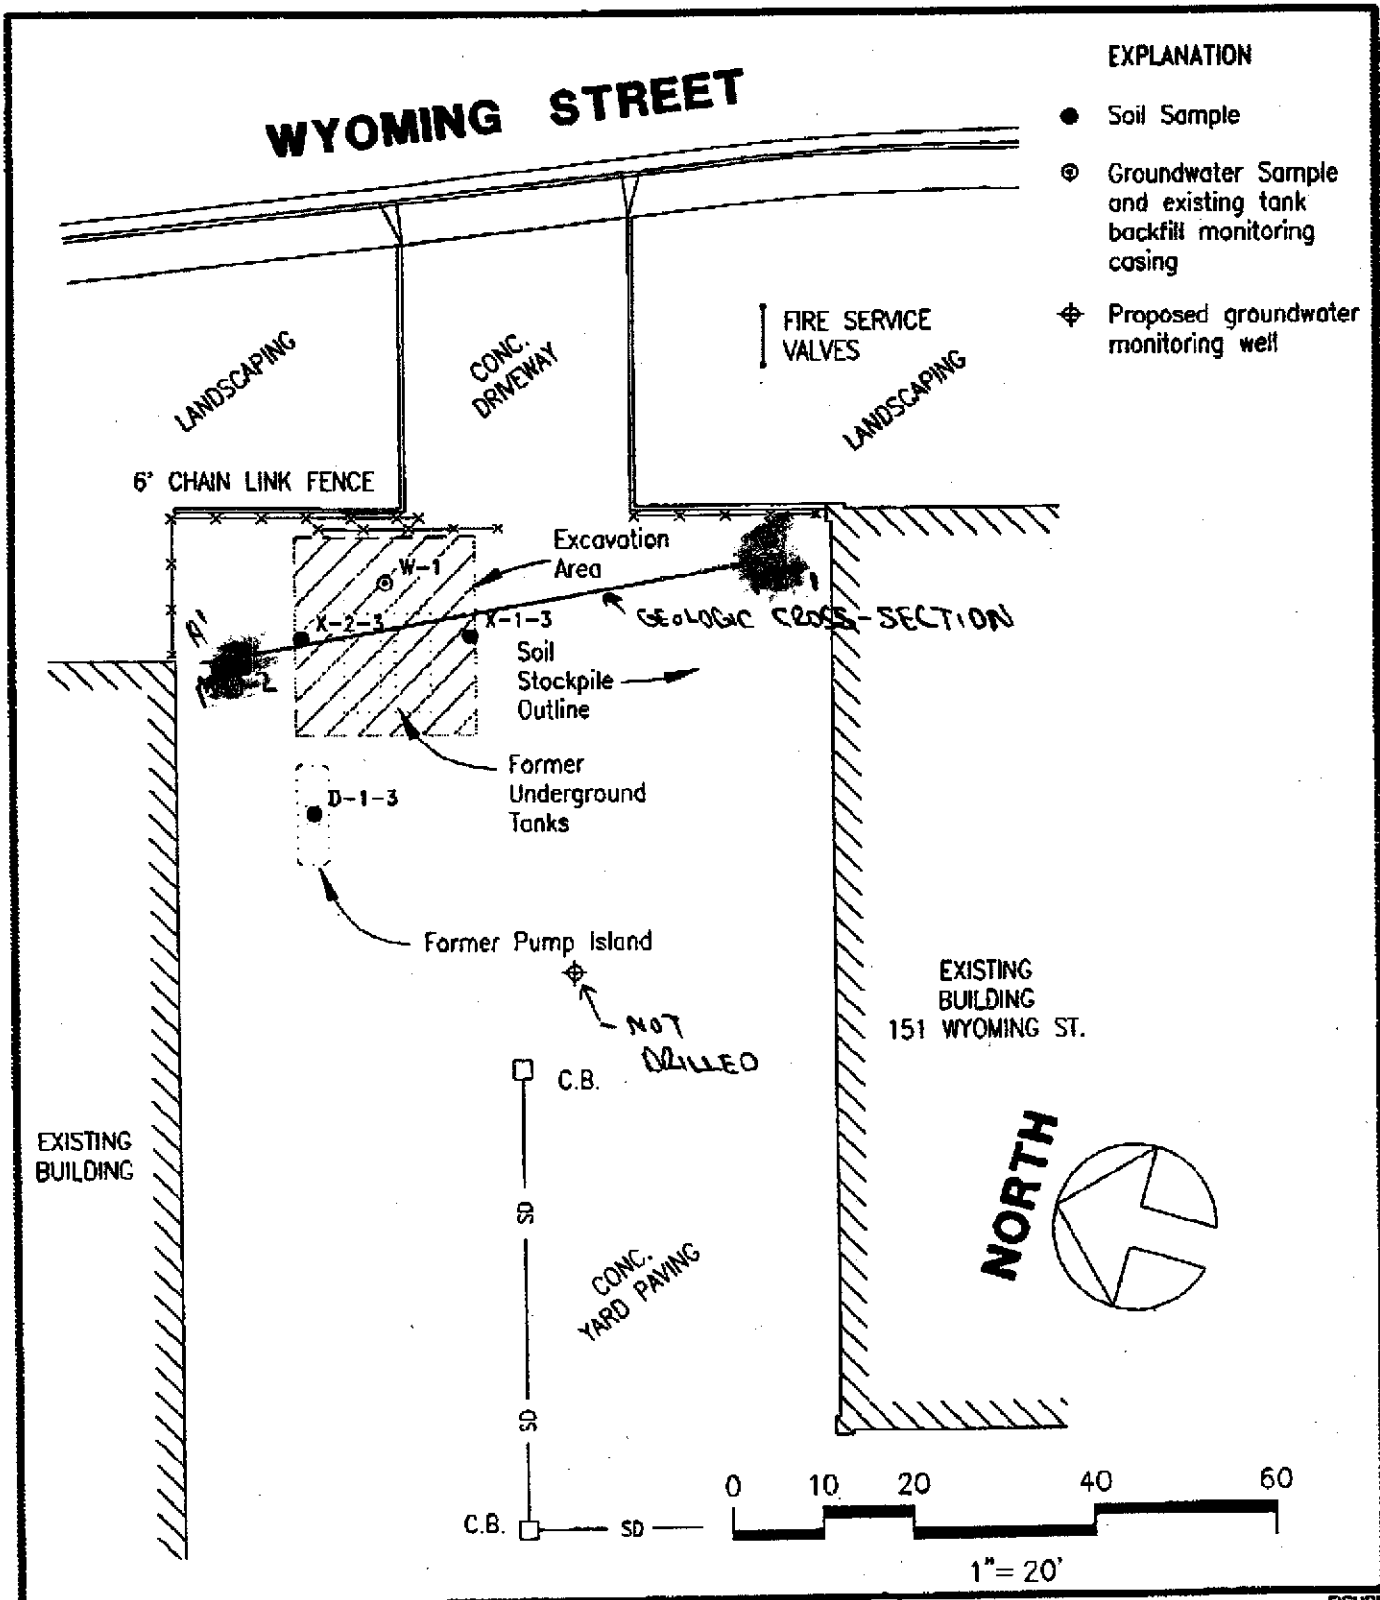 WYOMING STREET
EXPLANATION
Soil Sample
Groundwater Sample
and existing tank
backfill monitoring
casing
Proposed groundwater
monitoring well
FIRE SERVICE
VALVES
LANDSCAPING
CONC.
DRIVEWAY
LANDSCAPING
6' CHAIN LINK FENCE
Excavation
Area
W-1
X-2-3
X-1-3
GEOLOGIC CROSS-SECTION
A'
Soil
Stockpile
Outline
Former
Underground
Tanks
D-1-3
Former Pump Island
NOT
DRILLED
C.B.
EXISTING
BUILDING
151 WYOMING ST.
EXISTING
BUILDING
NORTH
SD
CONC.
YARD PAVING
SD
C.B.
SD
0 10 20 40 60
1"= 20'